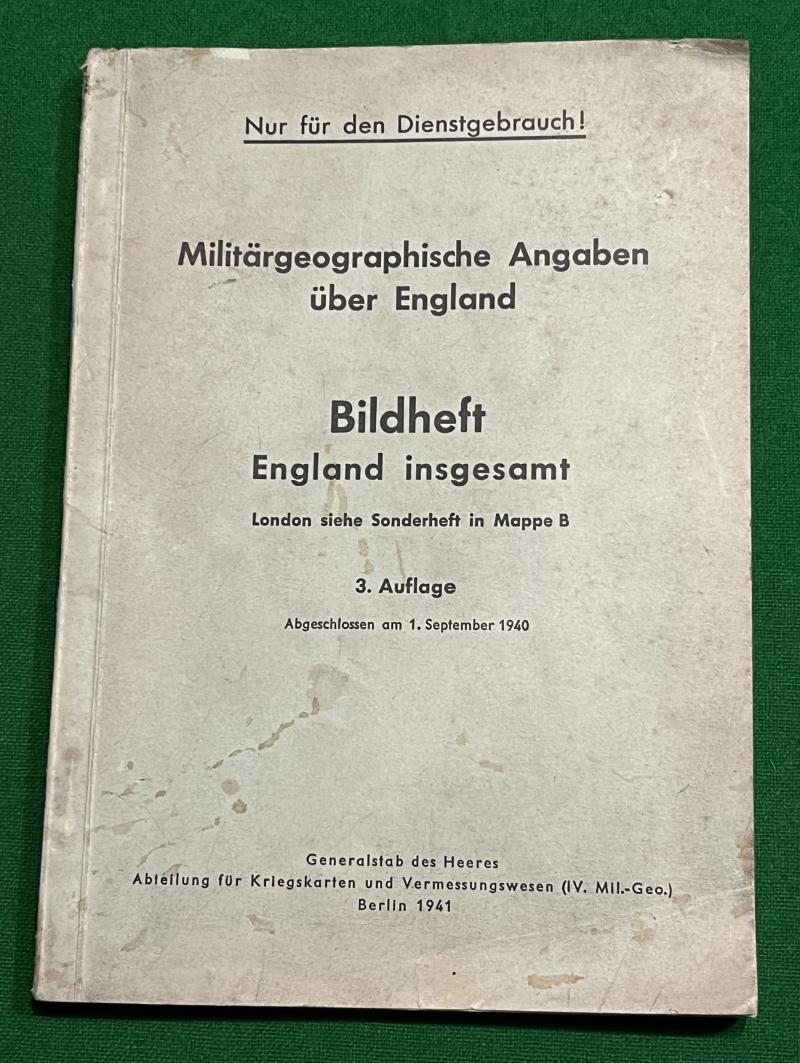 Nur für den Dienstgebrauch!
Militärgeographische Angaben
über England
Bildheft
England insgesamt
London siehe Sonderheft in Mappe B
3. Auflage
Abgeschlossen am 1. September 1940
Generalstab des Heeres
Abteilung für Kriegskarten und Vermessungswesen (IV. Mil.-Geo.)
Berlin 1941